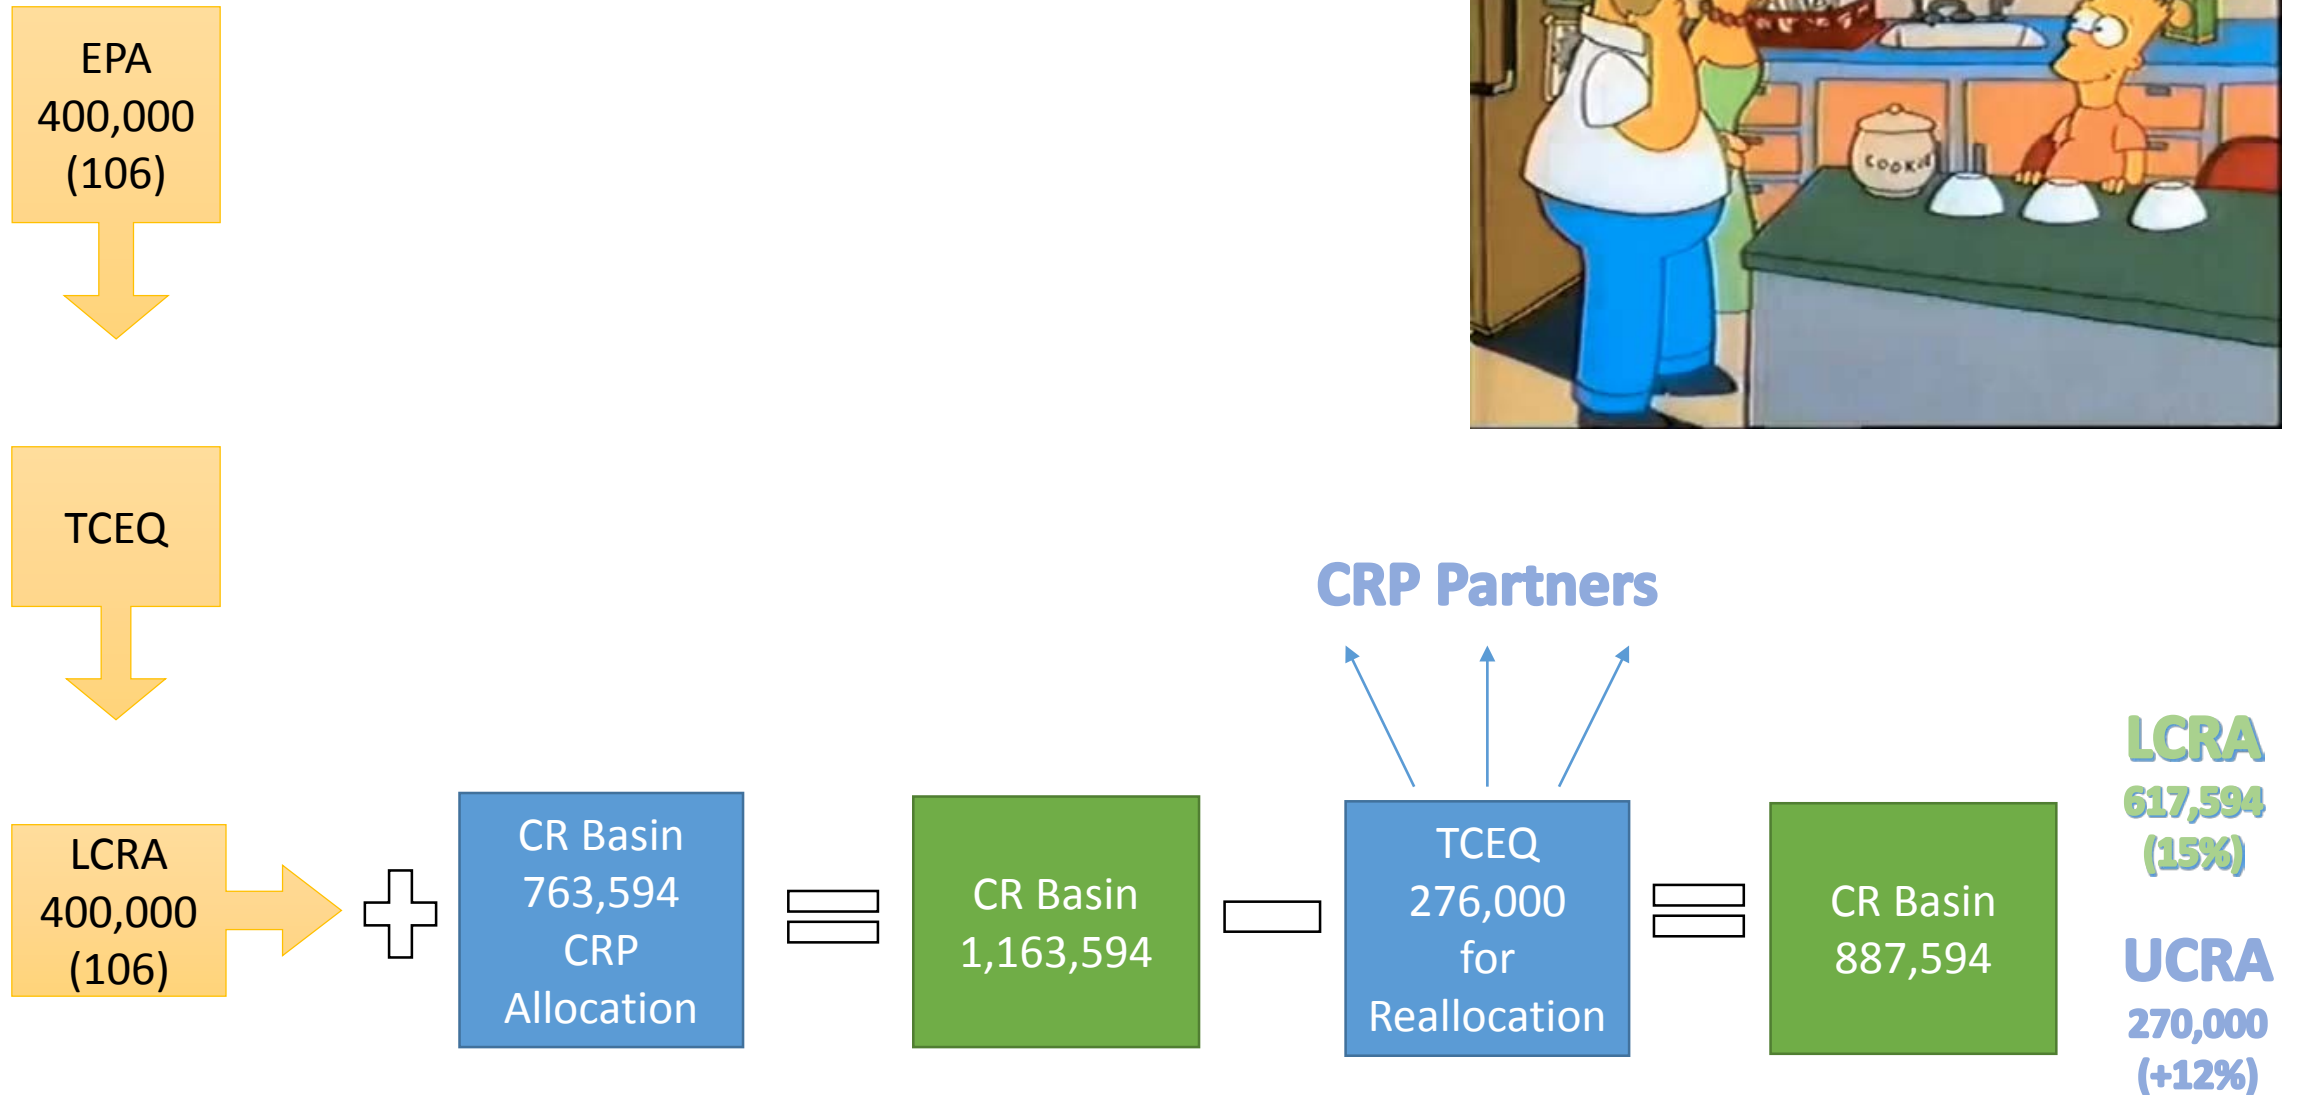 EPA
400,000
(106)
COOKIE
TCEQ
CRP Partners
LCRA
400,000
(106)
CR Basin
763,594
CRP
Allocation
CR Basin
1,163,594
TCEQ
276,000
for
Reallocation
CR Basin
887,594
LCRA
617,594
(15%)
UCRA
270,000
(+12%)